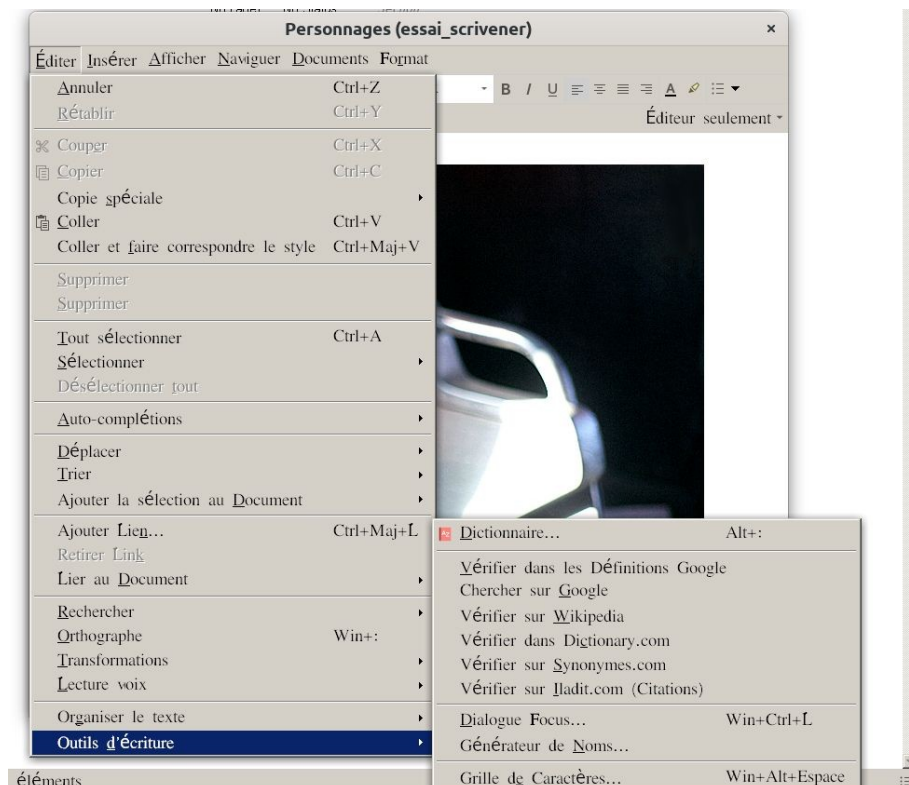 Personnages (essai_scrivener) ×
Éditer Insérer Afficher Naviguer Documents Format
Annuler Ctrl+Z
B I U A
Rétablir Ctrl+Y
Éditeur seulement
Couper Ctrl+X
Copier Ctrl+C
Copie spéciale
Coller Ctrl+V
Coller et faire correspondre le style Ctrl+Maj+V
Supprimer
Supprimer
Tout sélectionner Ctrl+A
Sélectionner
Désélectionner tout
Auto-complétions
Déplacer
Trier
Ajouter la sélection au Document
Ajouter Lien... Ctrl+Maj+L
Retirer Link
Lier au Document
Rechercher
Orthographe Win+:
Transformations
Lecture voix
Organiser le texte
Outils d'écriture
Dictionnaire... Alt+:
Vérifier dans les Définitions Google
Chercher sur Google
Vérifier sur Wikipedia
Vérifier dans Dictionary.com
Vérifier sur Synonymes.com
Vérifier sur Iladit.com (Citations)
Dialogue Focus... Win+Ctrl+L
Générateur de Noms...
Grille de Caractères... Win+Alt+Espace
éléments